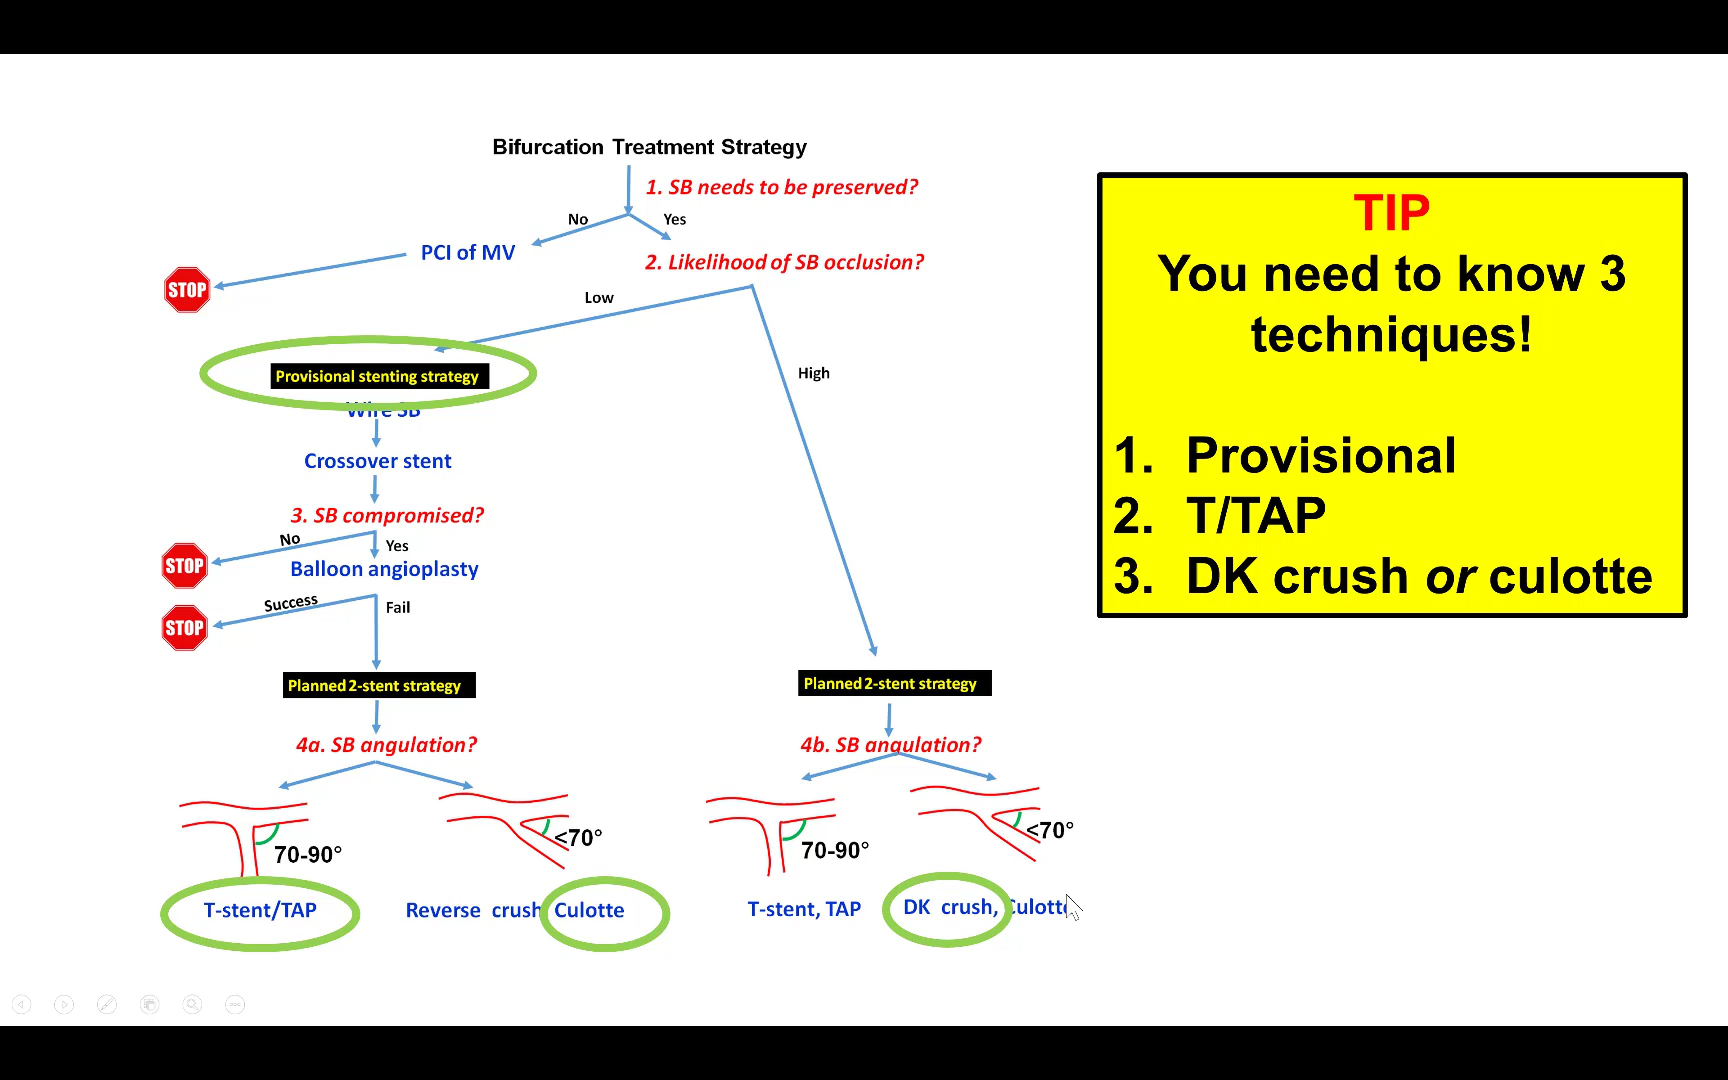 Bifurcation Treatment Strategy
1. SB needs to be preserved?
No
Yes
PCI of MV
2. Likelihood of SB occlusion?
STOP
Low
High
Provisional stenting strategy
Wire SB
Crossover stent
3. SB compromised?
No
Yes
STOP
Balloon angioplasty
Success
Fail
STOP
Planned 2-stent strategy
Planned 2-stent strategy
4a. SB angulation?
4b. SB angulation?
70-90°
<70°
70-90°
<70°
T-stent/TAP
Reverse crush Culotte
T-stent, TAP
DK crush, Culotte
TIP
You need to know 3
techniques!
1. Provisional
2. T/TAP
3. DK crush or culotte